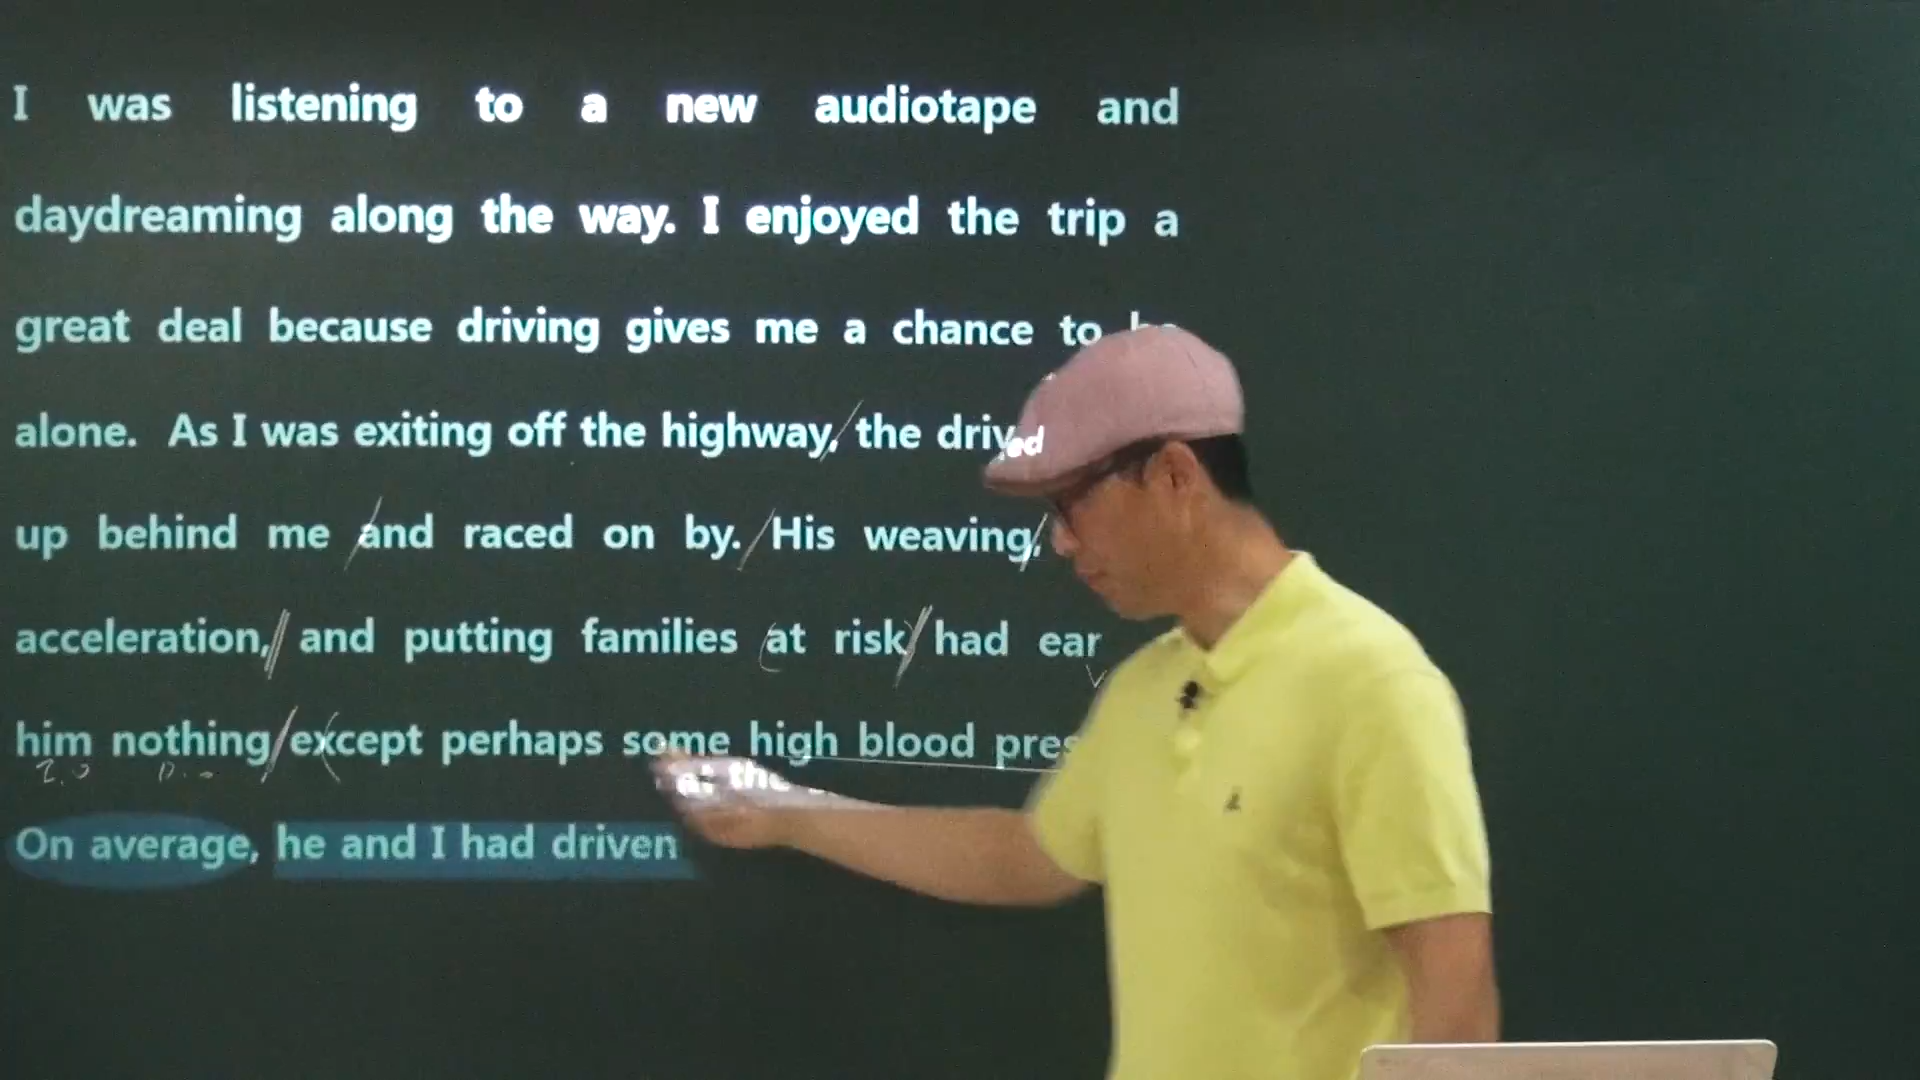 I was listening to a new audiotape and
daydreaming along the way. I enjoyed the trip a
great deal because driving gives me a chance to
alone. As I was exiting off the highway, the
up behind me and raced on by. His weaving,
acceleration, and putting families at risk had
him nothing except perhaps some high blood
On average, he and I had driven at the
I.O D.O